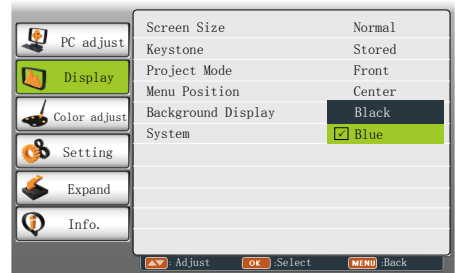 PC adjust
Display
Color adjust
Setting
Expand
Info.
Screen Size Normal
Keystone Stored
Project Mode Front
Menu Position Center
Background Display Black
System Blue
: Adjust OK :Select MENU :Back